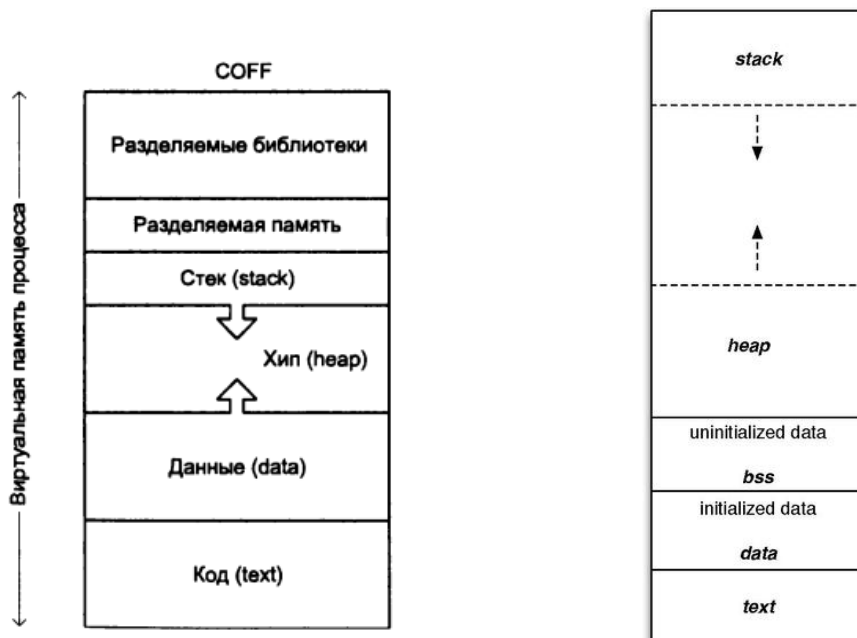 COFF
Виртуальная память процесса
Разделяемые библиотеки
Разделяемая память
Стек (stack)
Хип (heap)
Данные (data)
Код (text)
stack
heap
uninitialized data
bss
initialized data
data
text